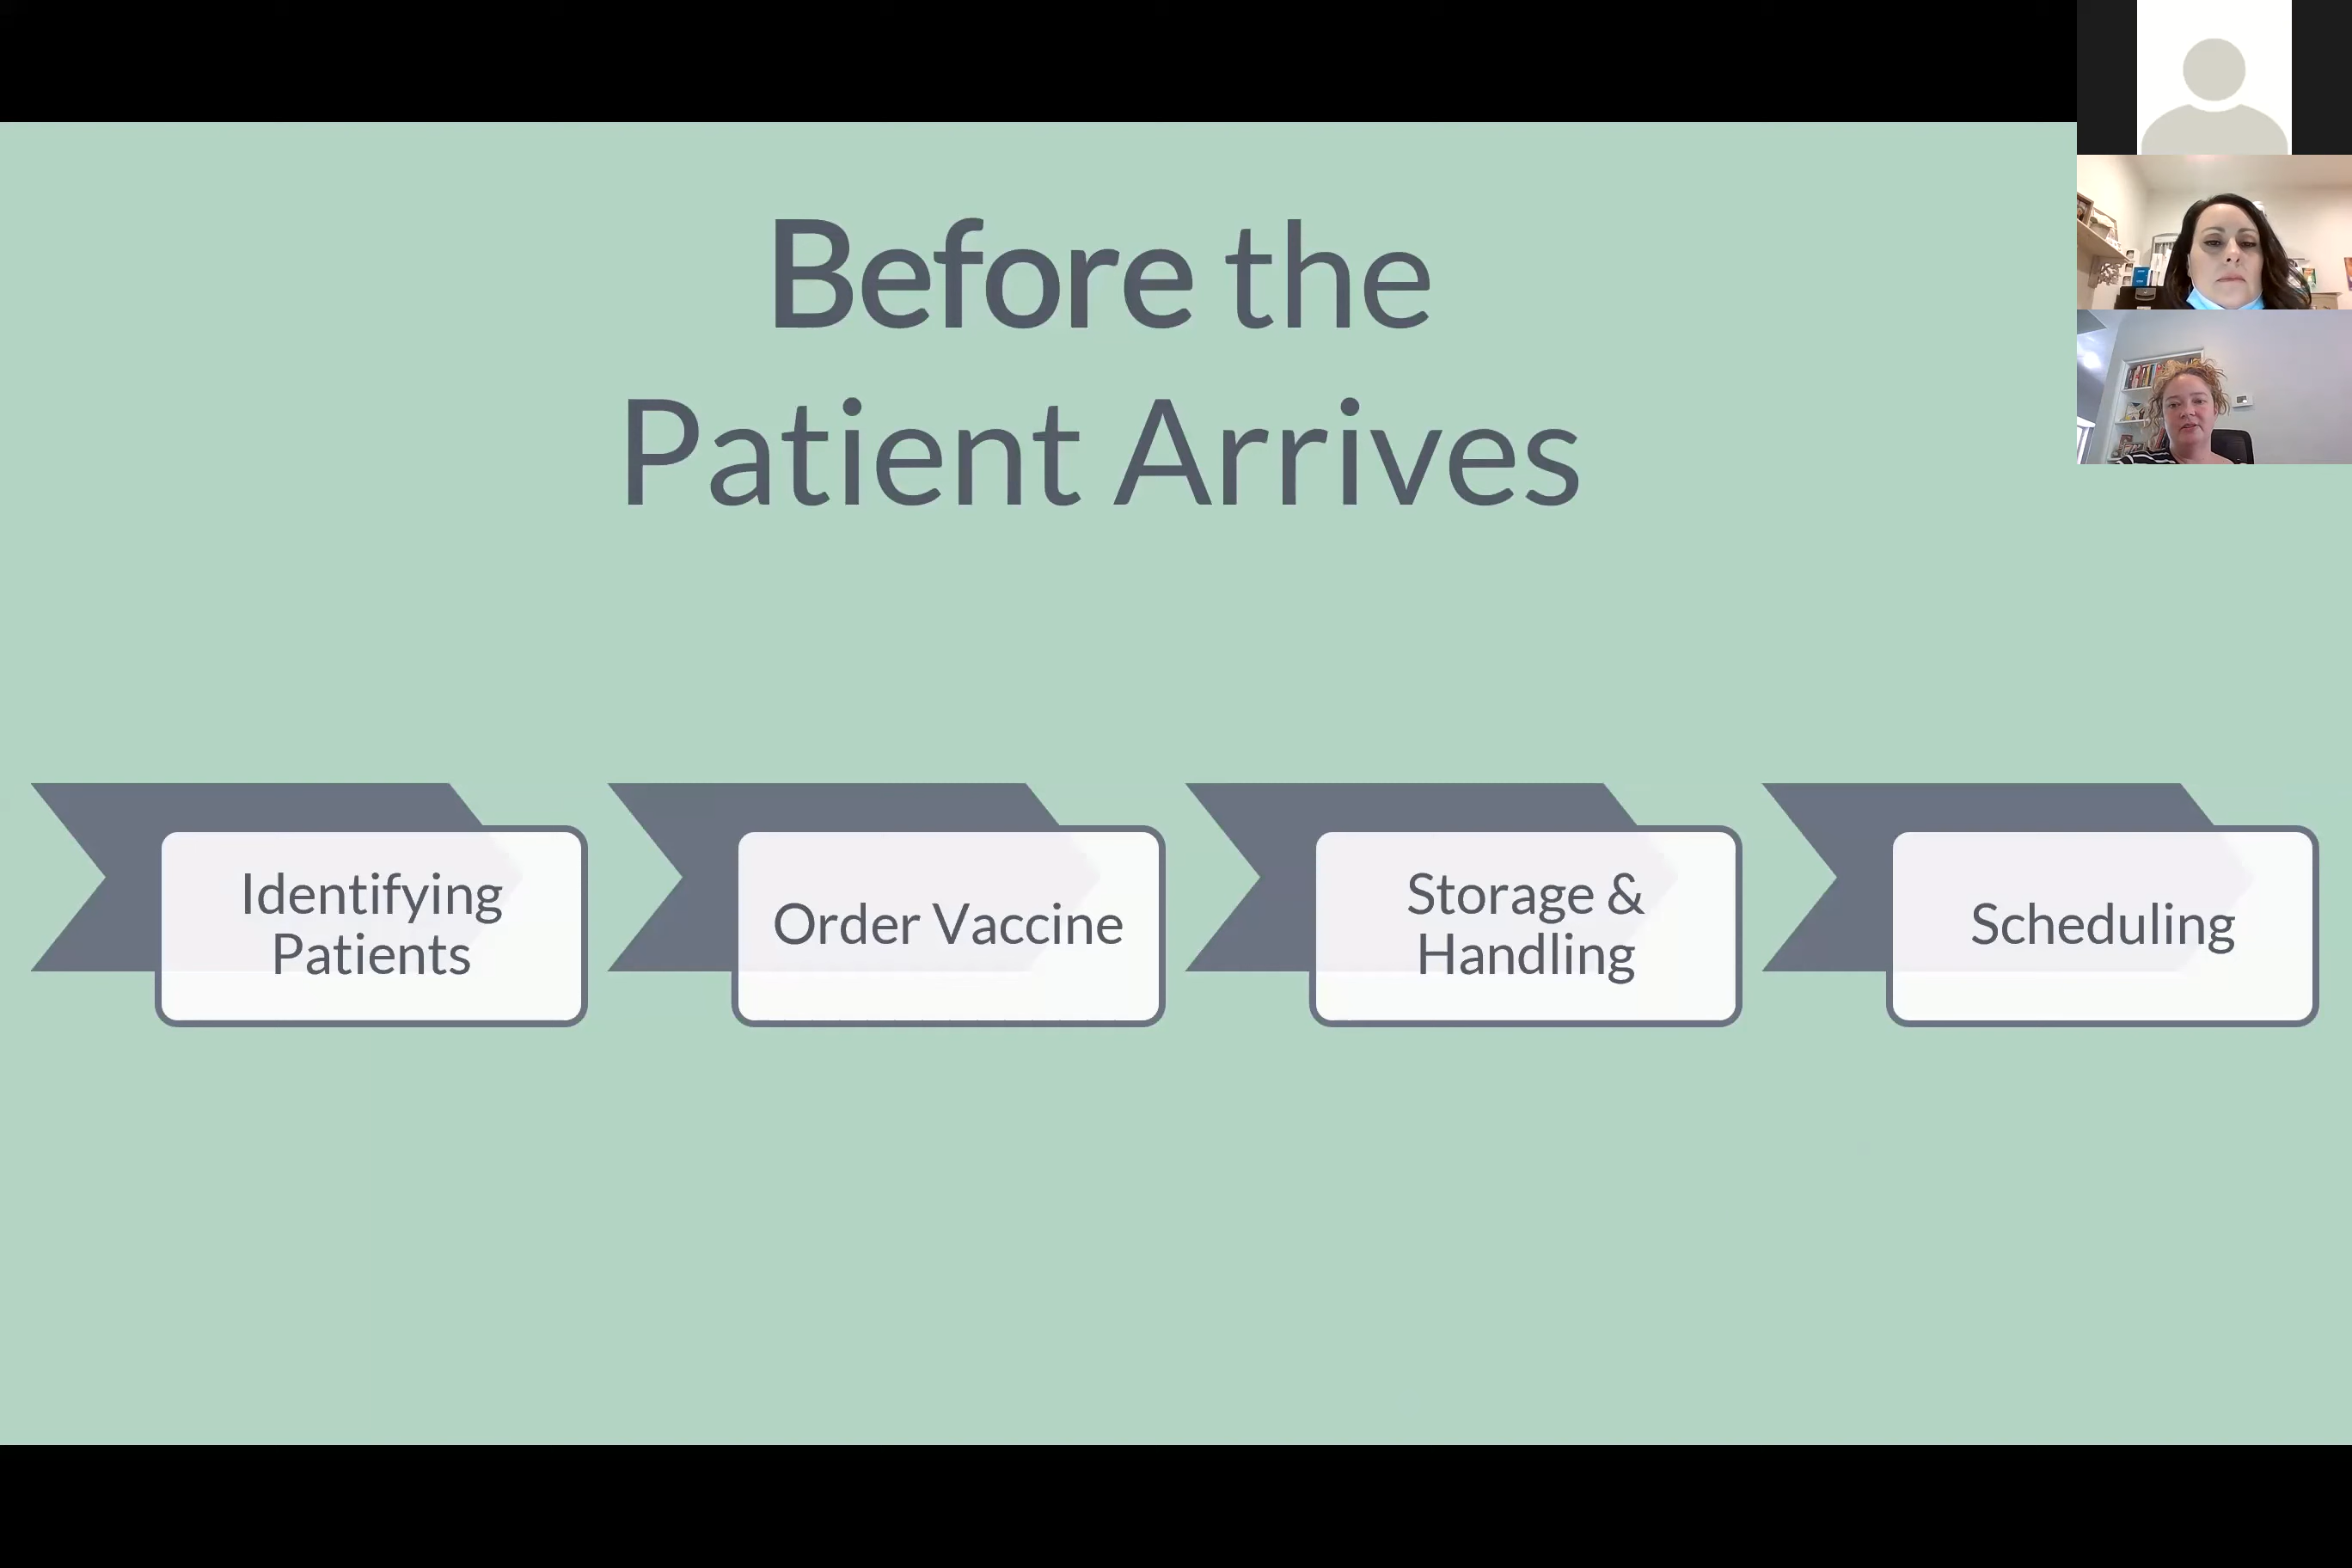 Before the
Patient Arrives
Identifying
Patients
Order Vaccine
Storage &
Handling
Scheduling